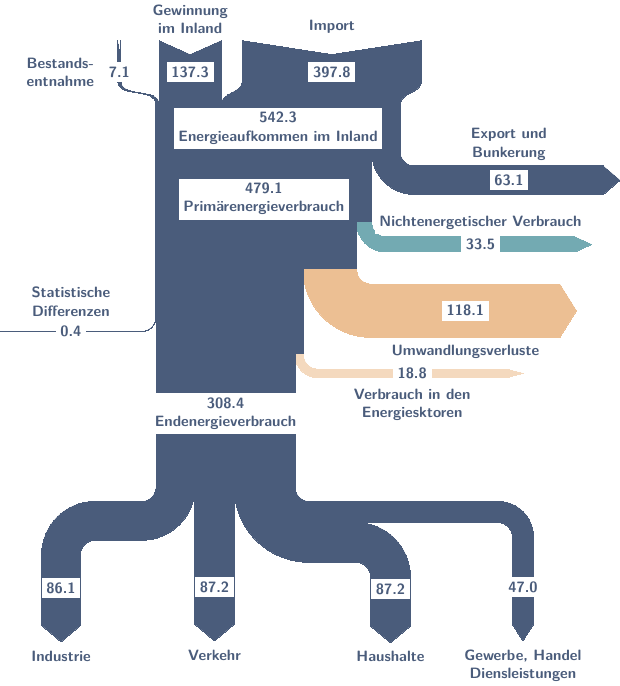 Gewinnung
im Inland
Import
Bestands-
entnahme
7.1
137.3
397.8
542.3
Energieaufkommen im Inland
Export und
Bunkerung
63.1
479.1
Primärenergieverbrauch
Nichtenergetischer Verbrauch
33.5
Statistische
Differenzen
0.4
118.1
Umwandlungsverluste
18.8
Verbrauch in den
Energiesktoren
308.4
Endenergieverbrauch
86.1
87.2
87.2
47.0
Industrie
Verkehr
Haushalte
Gewerbe, Handel
Diensleistungen